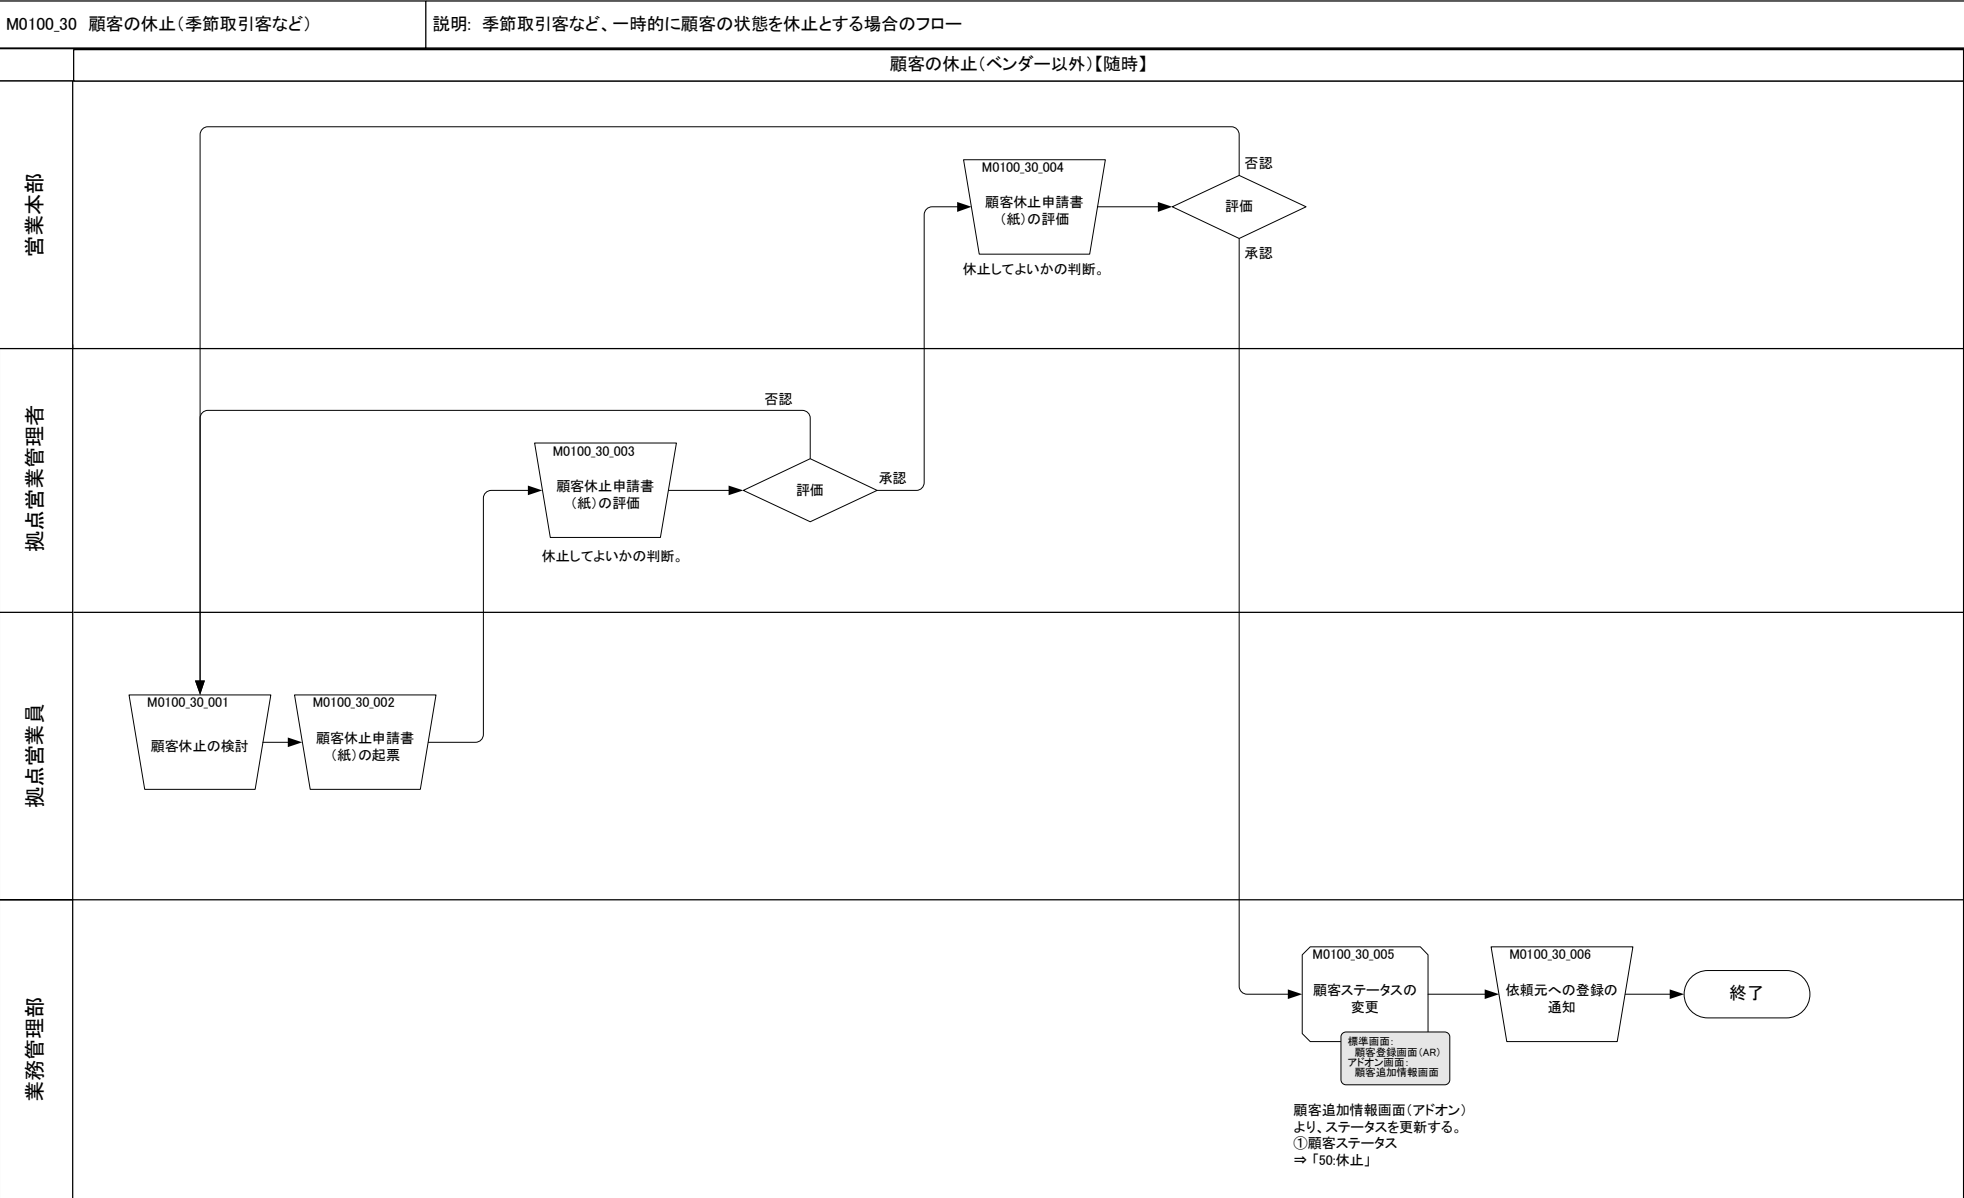 M0100_30 顧客の休止(季節取引客など)
説明: 季節取引客など、一時的に顧客の状態を休止とする場合のフロー
顧客の休止(ベンダー以外)【随時】
営業本部
否認
M0100_30_004
顧客休止申請書
(紙)の評価
評価
承認
休止してよいかの判断。
拠点営業管理者
否認
M0100_30_003
顧客休止申請書
(紙)の評価
評価
承認
休止してよいかの判断。
拠点営業員
M0100_30_001
顧客休止の検討
M0100_30_002
顧客休止申請書
(紙)の起票
業務管理部
M0100_30_005
顧客ステータスの
変更
標準画面:
顧客登録画面(AR)
アドオン画面:
顧客追加情報画面
M0100_30_006
依頼元への登録の
通知
終了
顧客追加情報画面(アドオン)
より、ステータスを更新する。
①顧客ステータス
⇒「50:休止」